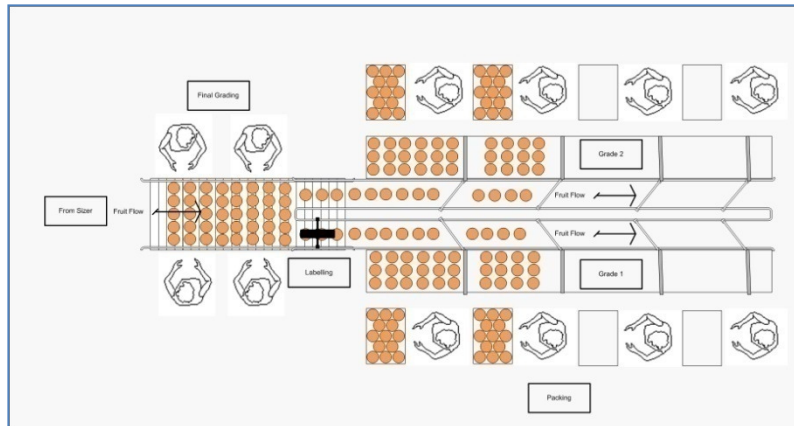 Final Grading
Grade 2
From Sizer
Fruit Flow
Fruit Flow
Fruit Flow
Labelling
Grade 1
Packing